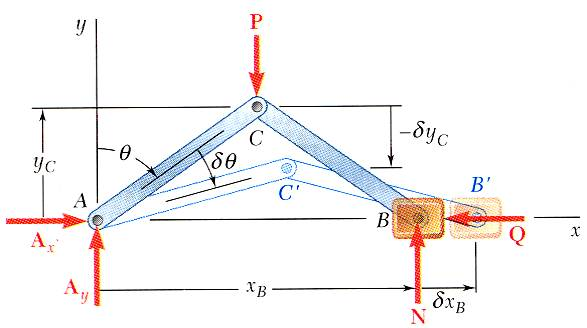 y
P
y_C
θ
δθ
C
−δy_C
C'
A
B
B'
A_x
A_y
x_B
δx_B
N
Q
x